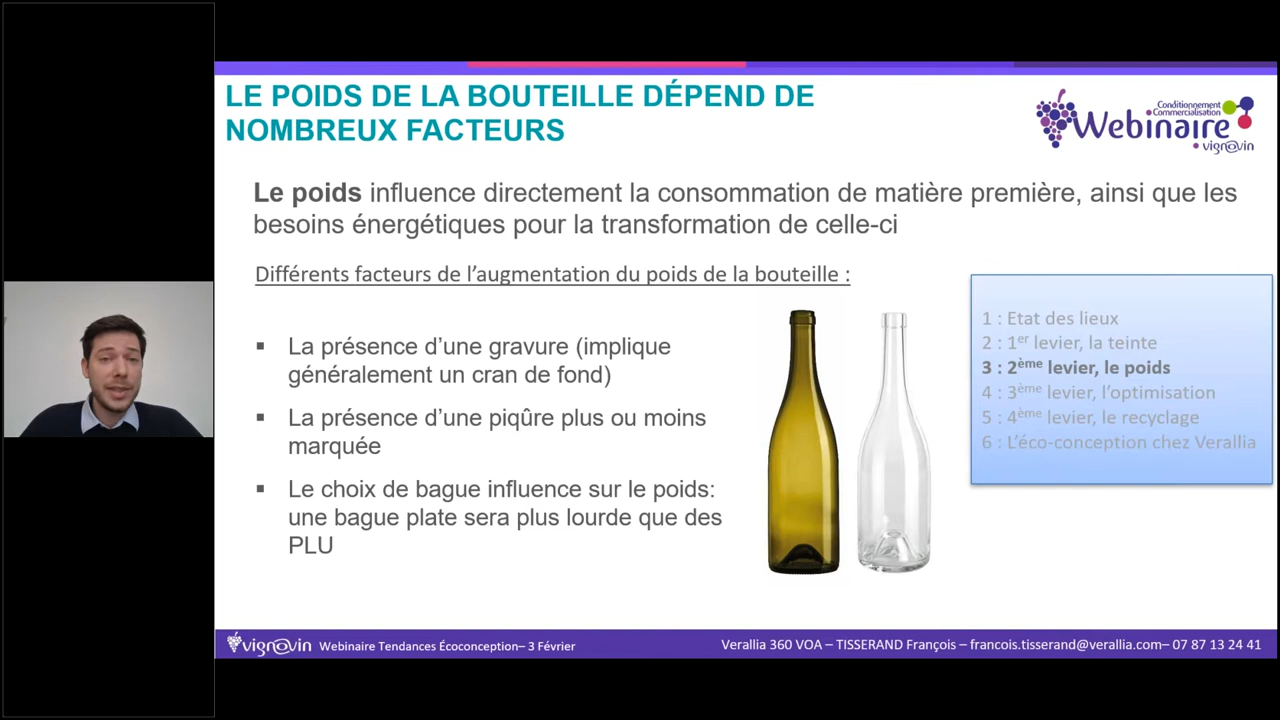 LE POIDS DE LA BOUTEILLE DÉPEND DE
NOMBREUX FACTEURS
Conditionnement
Commercialisation
Webinaire
vignovin
Le poids influence directement la consommation de matière première, ainsi que les
besoins énergétiques pour la transformation de celle-ci
Différents facteurs de l’augmentation du poids de la bouteille :
▪ La présence d’une gravure (implique
généralement un cran de fond)
▪ La présence d’une piqûre plus ou moins
marquée
▪ Le choix de bague influence sur le poids:
une bague plate sera plus lourde que des
PLU
1 : Etat des lieux
2 : 1er levier, la teinte
3 : 2ème levier, le poids
4 : 3ème levier, l’optimisation
5 : 4ème levier, le recyclage
6 : L’éco-conception chez Verallia
vignovin Webinaire Tendances Écoconception– 3 Février
Verallia 360 VOA – TISSERAND François – francois.tisserand@verallia.com– 07 87 13 24 41